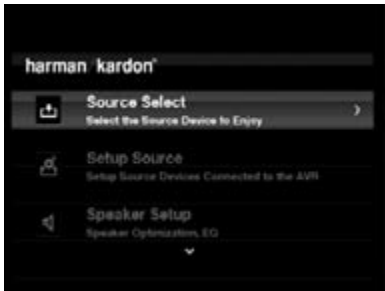 harman/kardon®
Source Select
Select the Source Device to Enjoy
Setup Source
Setup Source Devices Connected to the AVR
Speaker Setup
Speaker Optimization, EQ